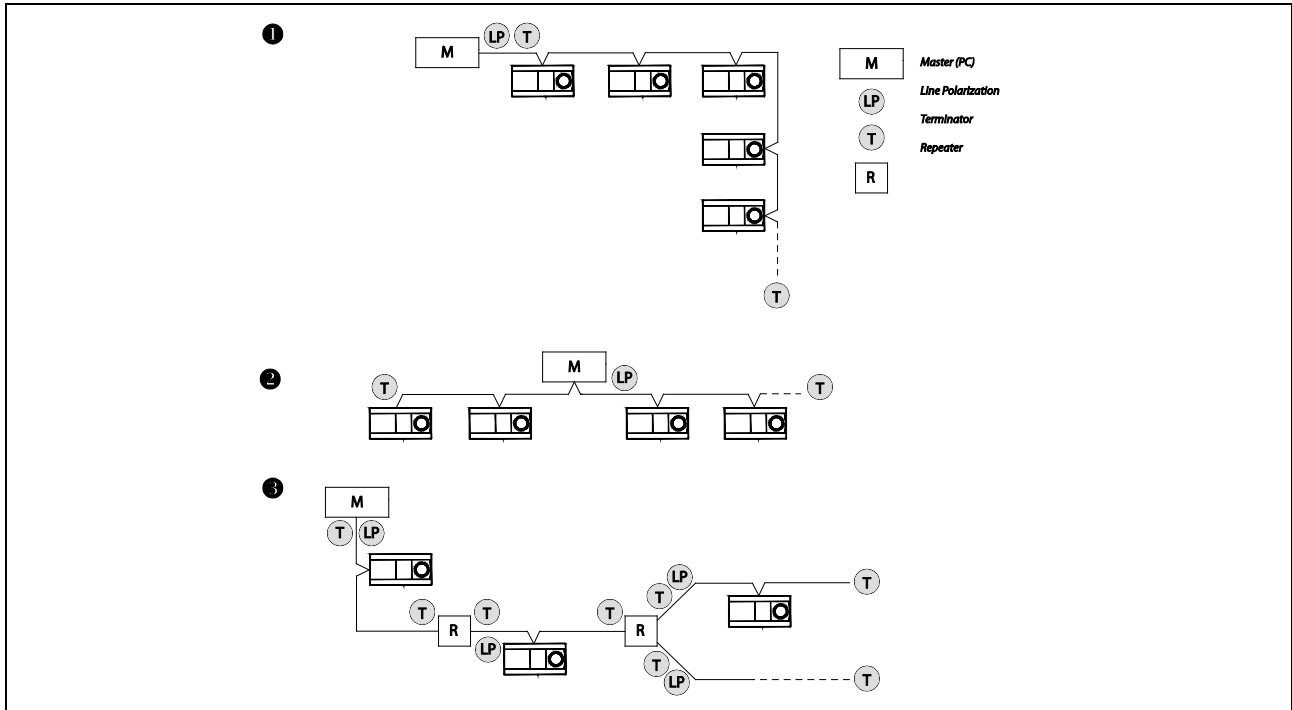 ❶
LP T
M
M Master (PC)
LP Line Polarization
T Terminator
R Repeater
T
❷
M
LP
T
T
❸
M
T LP
LP
T
T
T T T
R R
LP
T
LP
T